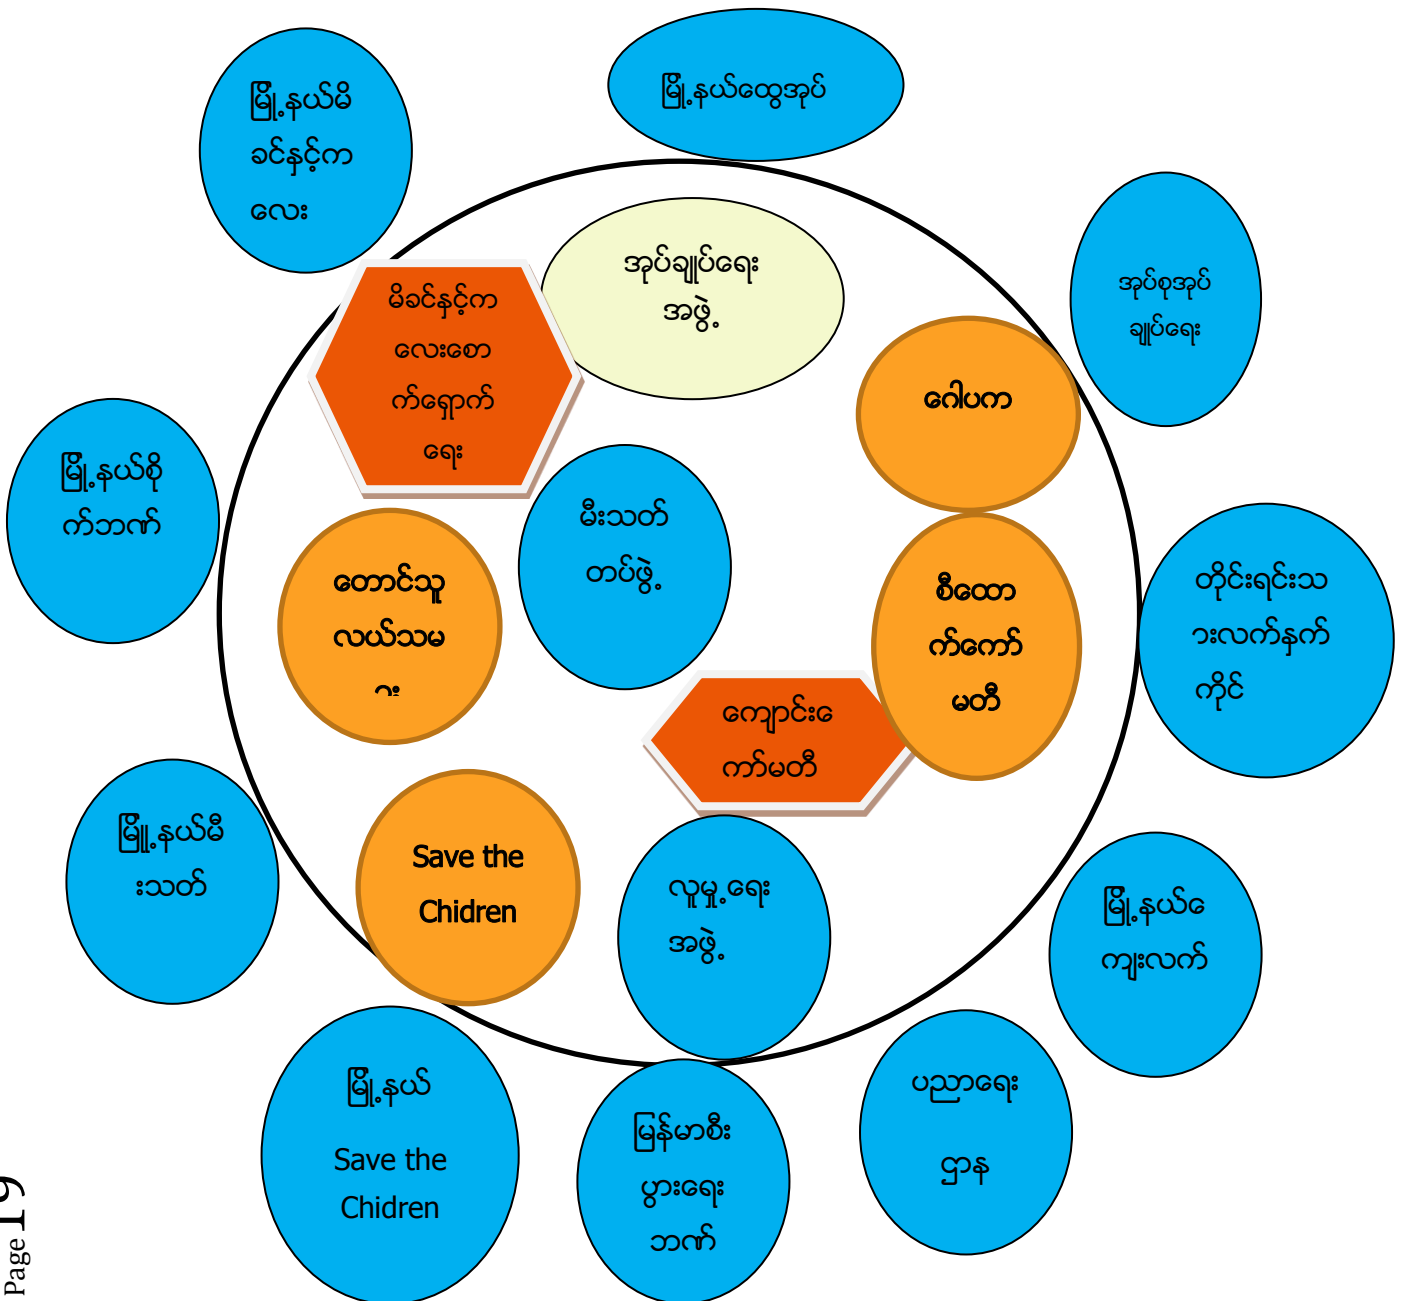 မြို့နယ်မိ
ခင်နှင့်က
လေး
မြို့နယ်ထွေအုပ်
အုပ်စုအုပ်
ချုပ်ရေး
အုပ်ချုပ်ရေး
အဖွဲ့
မိခင်နှင့်က
လေးစော
က်ရှောက်
ရေး
ဂေါပက
မြို့နယ်စို
က်ဘဏ်
မီးသတ်
တပ်ဖွဲ့
တောင်သူ
လယ်သမ
စီထော
က်ကော်
မတီ
တိုင်းရင်းသ
ားလက်နက်
ကိုင်
ကျောင်းေ
ကာ်မတီ
မြို့နယ်မီ
းသတ်
Save the
Chidren
လူမှု့ရေး
အဖွဲ့
မြို့နယ်ေ
ကျးလက်
မြို့နယ်
Save the
Chidren
မြန်မာစီး
ပွားရေး
ဘဏ်
ပညာရေး
ဌာန
Page 19